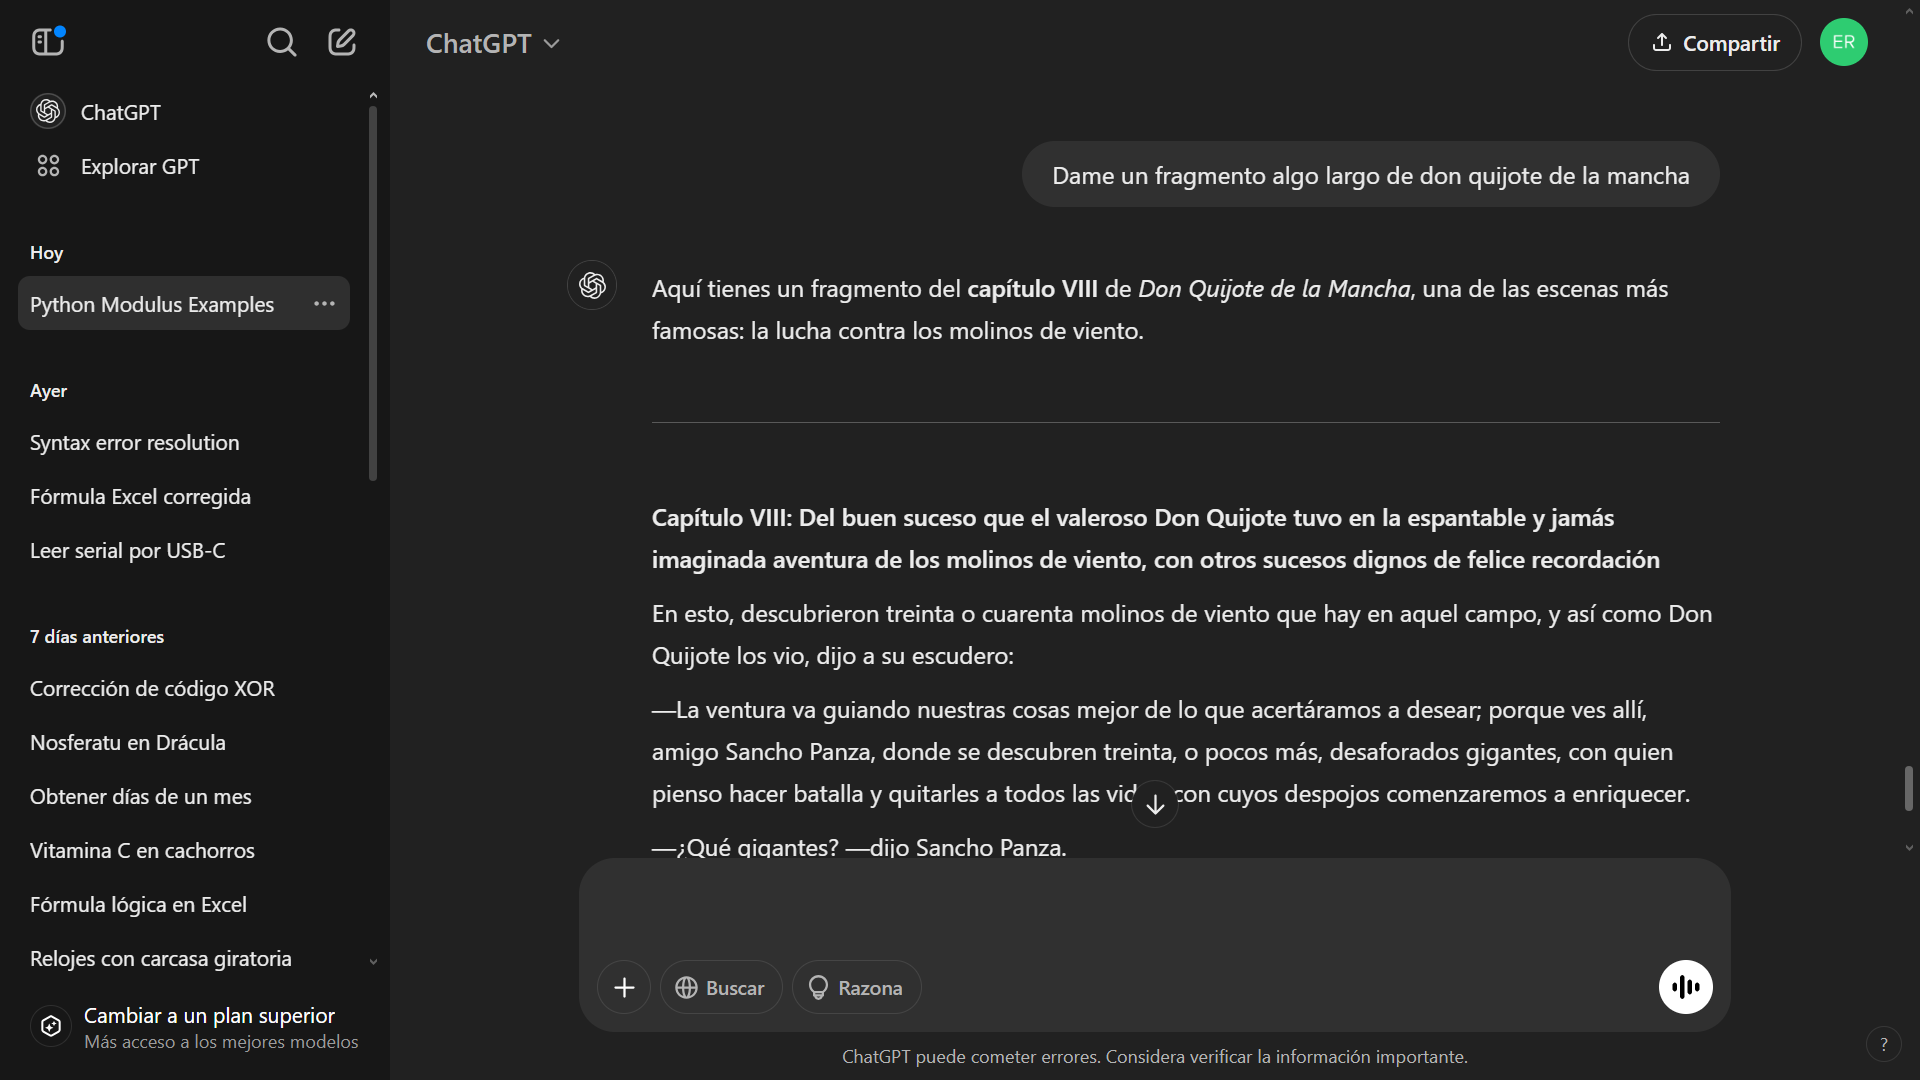 ChatGPT
Explorar GPT
Hoy
Python Modulus Examples
Ayer
Syntax error resolution
Fórmula Excel corregida
Leer serial por USB-C
7 días anteriores
Corrección de código XOR
Nosferatu en Drácula
Obtener días de un mes
Vitamina C en cachorros
Fórmula lógica en Excel
Relojes con carcasa giratoria
Cambiar a un plan superior
Más acceso a los mejores modelos
ChatGPT
Compartir
ER
Dame un fragmento algo largo de don quijote de la mancha
Aquí tienes un fragmento del capítulo VIII de Don Quijote de la Mancha, una de las escenas más
famosas: la lucha contra los molinos de viento.
Capítulo VIII: Del buen suceso que el valeroso Don Quijote tuvo en la espantable y jamás
imaginada aventura de los molinos de viento, con otros sucesos dignos de felice recordación
En esto, descubrieron treinta o cuarenta molinos de viento que hay en aquel campo, y así como Don
Quijote los vio, dijo a su escudero:
—La ventura va guiando nuestras cosas mejor de lo que acertáramos a desear; porque ves allí,
amigo Sancho Panza, donde se descubren treinta, o pocos más, desaforados gigantes, con quien
pienso hacer batalla y quitarles a todos las con cuyos despojos comenzaremos a enriquecer.
—¿Qué gigantes? —dijo Sancho Panza.
Buscar
Razona
ChatGPT puede cometer errores. Considera verificar la información importante.
?